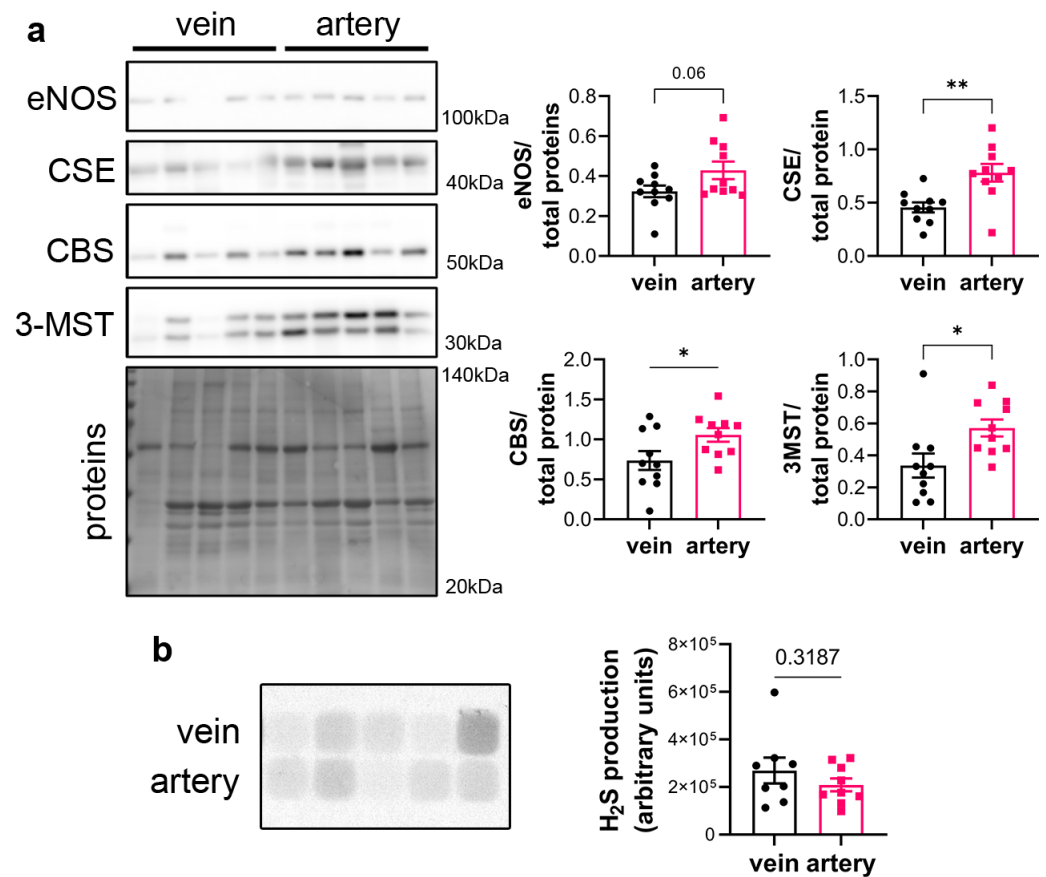 a
vein artery
eNOS
100kDa
CSE
40kDa
CBS
50kDa
3-MST
30kDa
proteins
140kDa
20kDa
eNOS/
total proteins
0.8
0.6
0.4
0.2
0.0
0.06
vein artery
CSE/
total protein
1.5
1.0
0.5
0.0
**
vein artery
CBS/
total protein
2.0
1.5
1.0
0.5
0.0
*
vein artery
3MST/
total protein
1.0
0.8
0.6
0.4
0.2
0.0
*
vein artery
b
vein
artery
H₂S production
(arbitrary units)
8×10⁵
6×10⁵
4×10⁵
2×10⁵
0
0.3187
vein artery